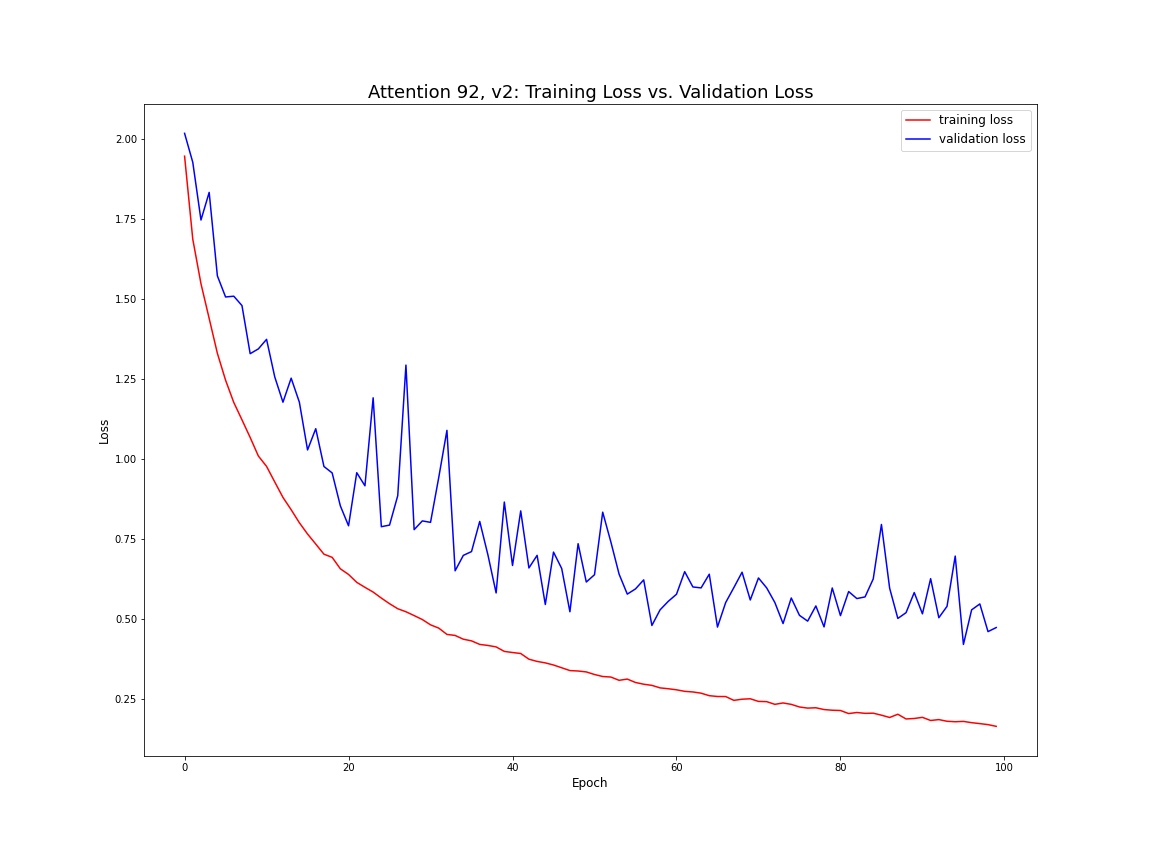 Attention 92, v2: Training Loss vs. Validation Loss
training loss
validation loss
2.00
1.75
1.50
1.25
1.00
0.75
0.50
0.25
Loss
0 20 40 60 80 100
Epoch